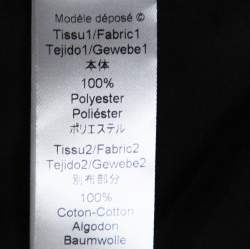 Modèle déposé ©
Tissu1/Fabric1
Tejido1/Gewebe1
本体
100%
Polyester
Poliéster
ポリエステル
Tissu2/Fabric2
Tejido2/Gewebe2
別布部分
100%
Coton-Cotton
Algodon
Baumwolle